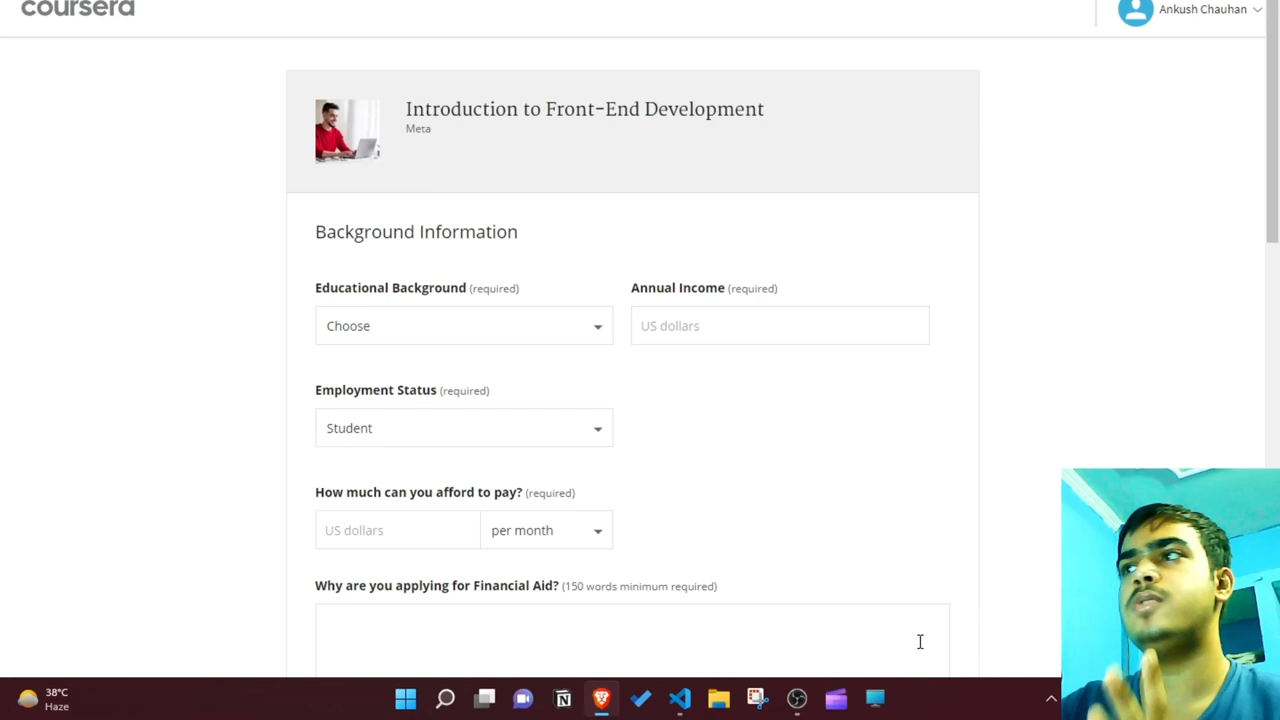 coursera
Ankush Chauhan
Introduction to Front-End Development
Meta
Background Information
Educational Background (required)
Annual Income (required)
Choose
US dollars
Employment Status (required)
Student
How much can you afford to pay? (required)
US dollars
per month
Why are you applying for Financial Aid? (150 words minimum required)
38°C
Haze